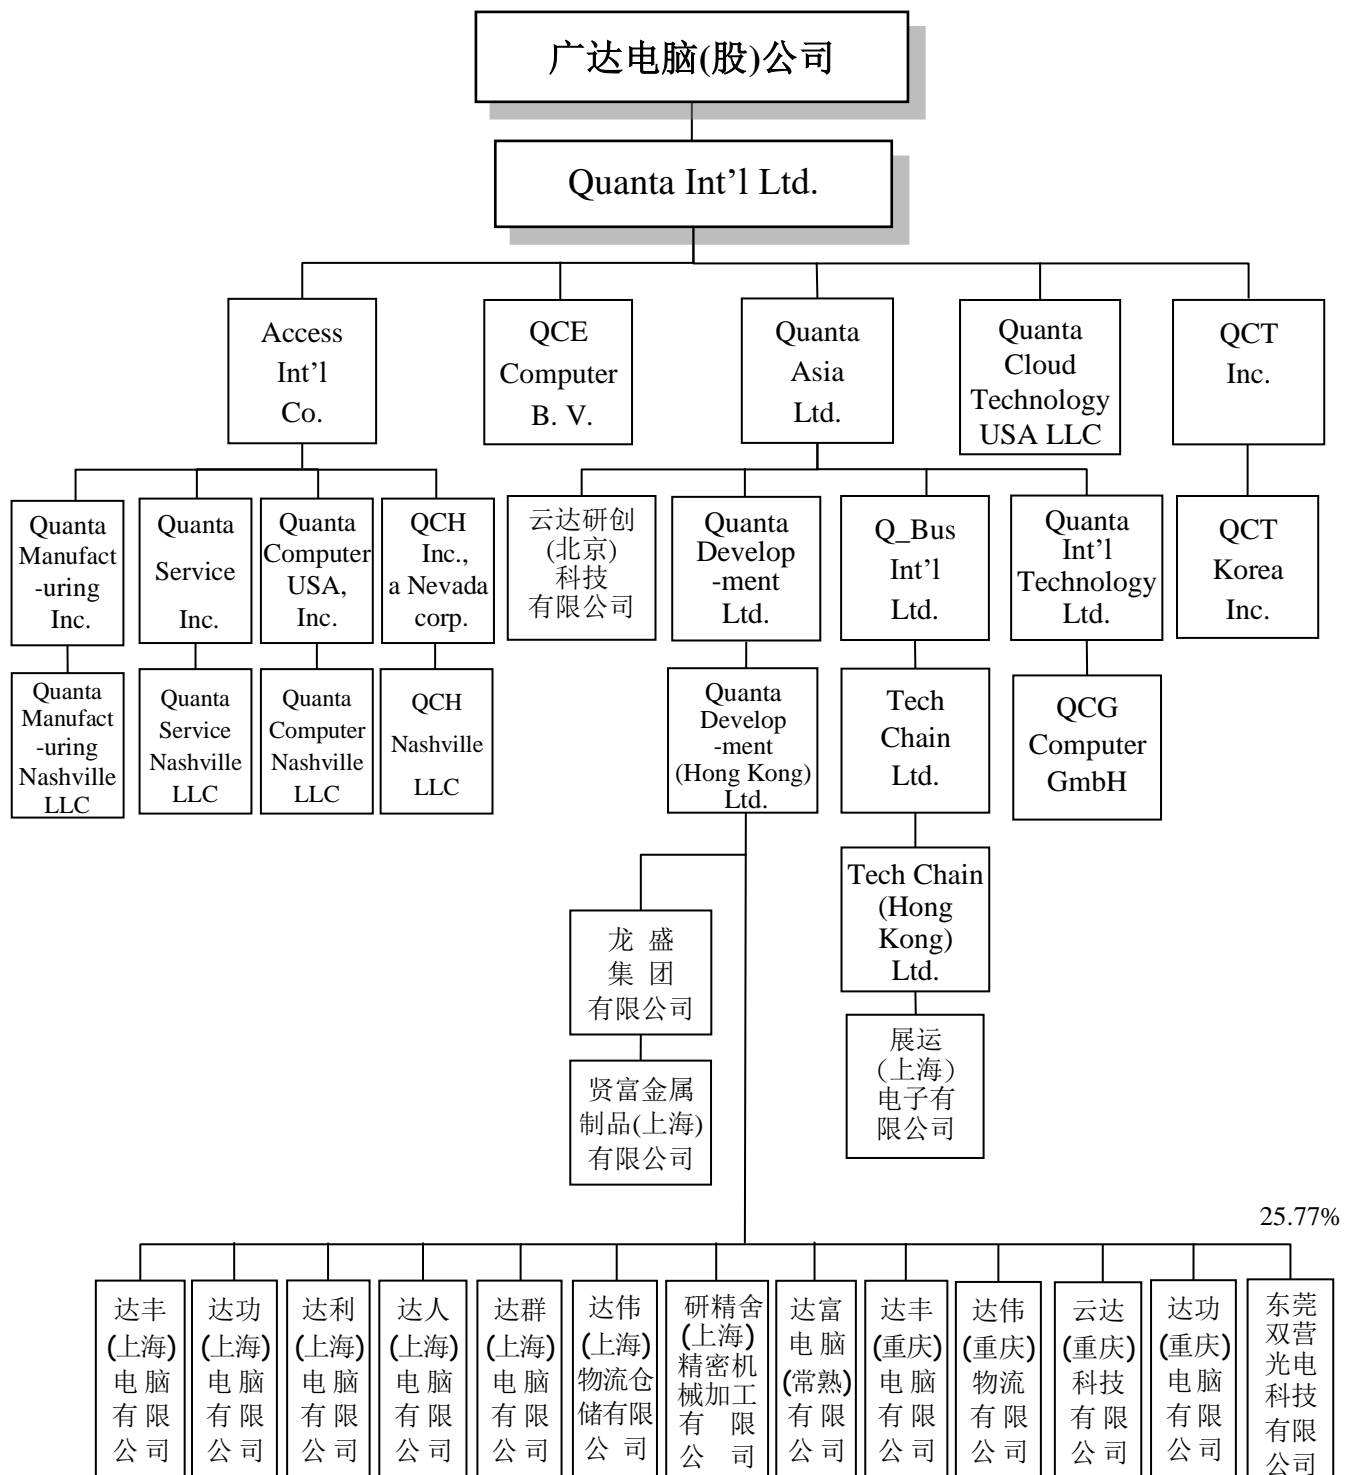 广达电脑(股)公司
Quanta Int’l Ltd.
Access
Int’l
Co.
QCE
Computer
B. V.
Quanta
Asia
Ltd.
Quanta
Cloud
Technology
USA LLC
QCT
Inc.
Quanta
Manufact
-uring
Inc.
Quanta
Service
Inc.
Quanta
Computer
USA,
Inc.
QCH
Inc.,
a Nevada
corp.
云达研创
(北京)
科技
有限公司
Quanta
Develop
-ment
Ltd.
Q_Bus
Int’l
Ltd.
Quanta
Int’l
Technology
Ltd.
QCT
Korea
Inc.
Quanta
Manufact
-uring
Nashville
LLC
Quanta
Service
Nashville
LLC
Quanta
Computer
Nashville
LLC
QCH
Nashville
LLC
Quanta
Develop
-ment
(Hong Kong)
Ltd.
Tech
Chain
Ltd.
QCG
Computer
GmbH
Tech Chain
(Hong
Kong)
Ltd.
龙 盛
集 团
有限公司
展运
(上海)
电子有
限公司
贤富金属
制品(上海)
有限公司
25.77%
达丰
(上海)
电 脑
有 限
公 司
达功
(上海)
电 脑
有 限
公 司
达利
(上海)
电 脑
有 限
公 司
达人
(上海)
电 脑
有 限
公 司
达群
(上海)
电 脑
有 限
公 司
达伟
(上海)
物流仓
储有限
公 司
研精舍
(上海)
精密机
械加工
有 限
公 司
达富
电 脑
(常熟)
有 限
公 司
达丰
(重庆)
电 脑
有 限
公 司
达伟
(重庆)
物流
有 限
公 司
云达
(重庆)
科技
有 限
公 司
达功
(重庆)
电 脑
有 限
公 司
东莞
双营
光电
科技
有限
公司